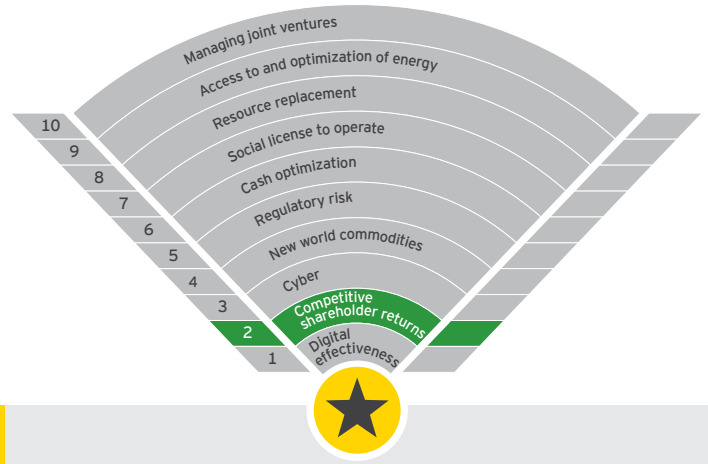 Managing joint ventures
Access to and optimization of energy
Resource replacement
Social license to operate
Cash optimization
Regulatory risk
New world commodities
Cyber
Competitive
shareholder returns
Digital
effectiveness
10
9
8
7
6
5
4
3
2
1